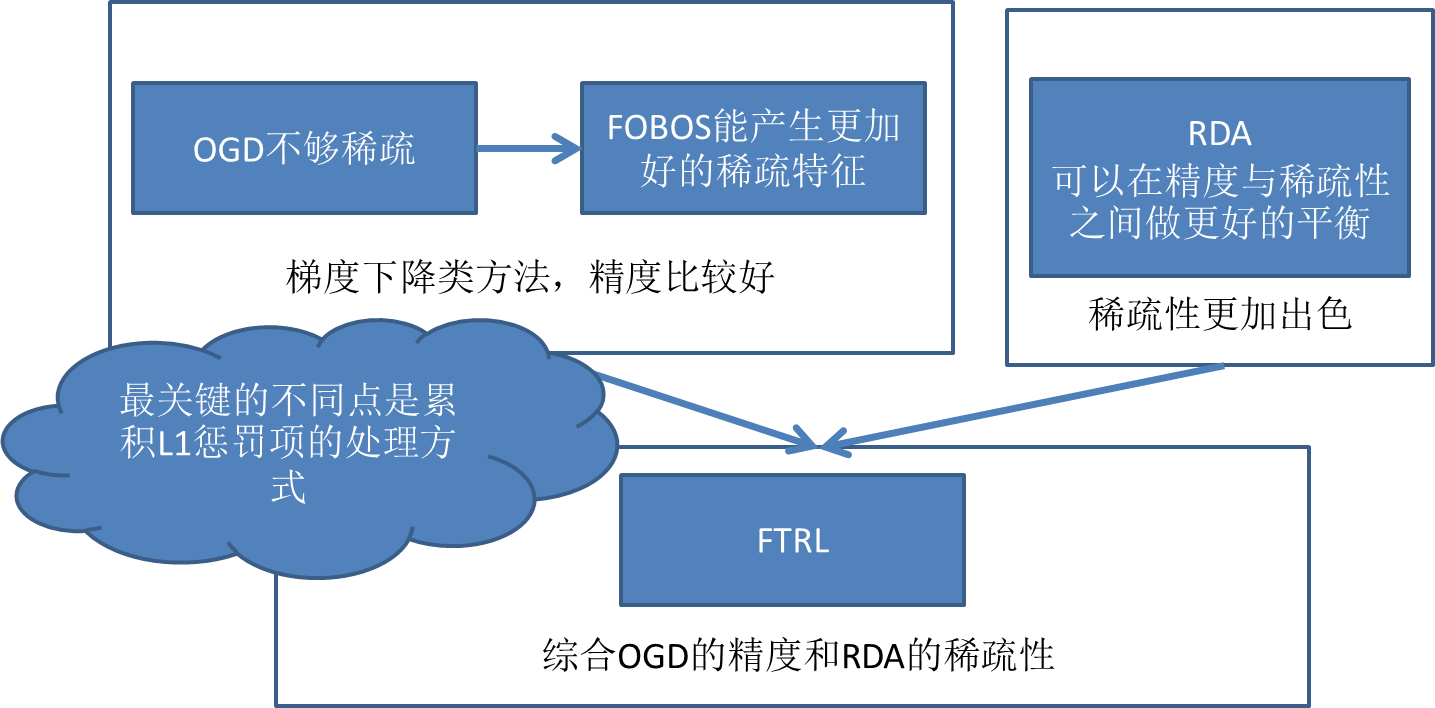 OGD不够稀疏
FOBOS能产生更加
好的稀疏特征
梯度下降类方法，精度比较好
RDA
可以在精度与稀疏性
之间做更好的平衡
稀疏性更加出色
最关键的不同点是累
积L1惩罚项的处理方
式
FTRL
综合OGD的精度和RDA的稀疏性